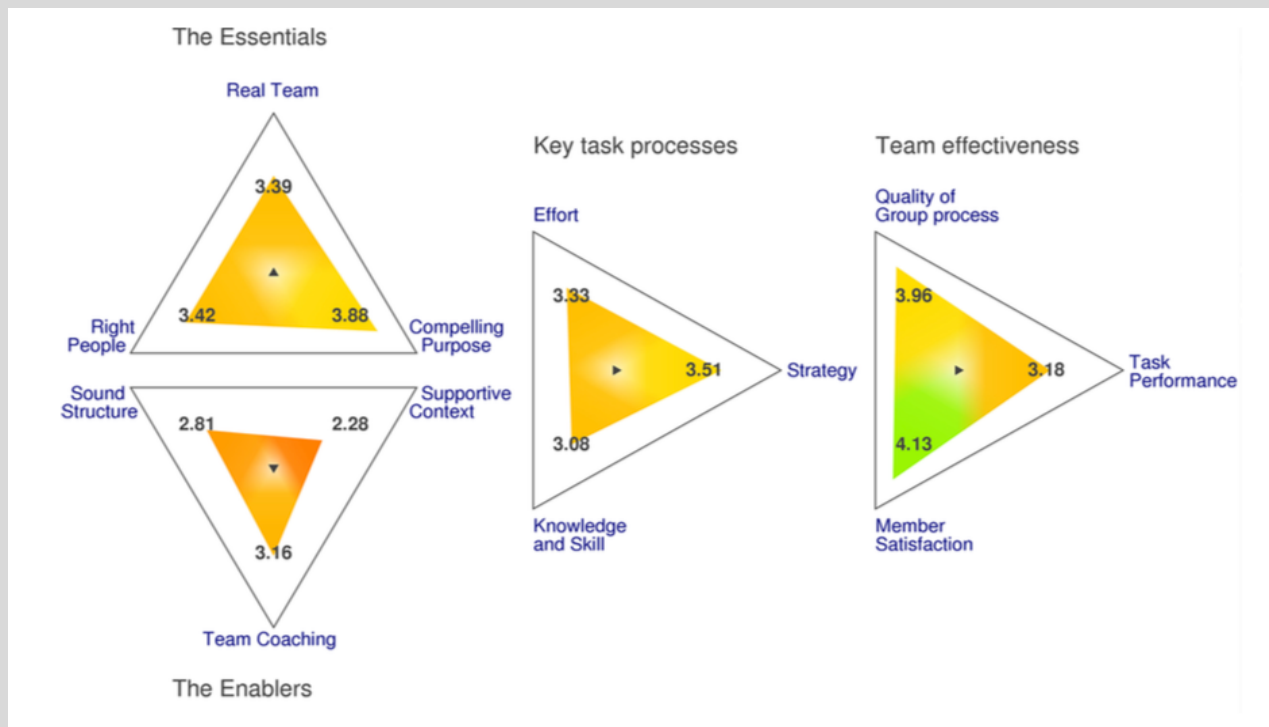 The Essentials
Real Team
3.39
3.42
3.88
Right
People
Compelling
Purpose
Sound
Structure
Supportive
Context
2.81
2.28
3.16
Team Coaching
The Enablers
Key task processes
Effort
3.33
3.51
Strategy
3.08
Knowledge
and Skill
Team effectiveness
Quality of
Group process
3.96
3.18
Task
Performance
4.13
Member
Satisfaction